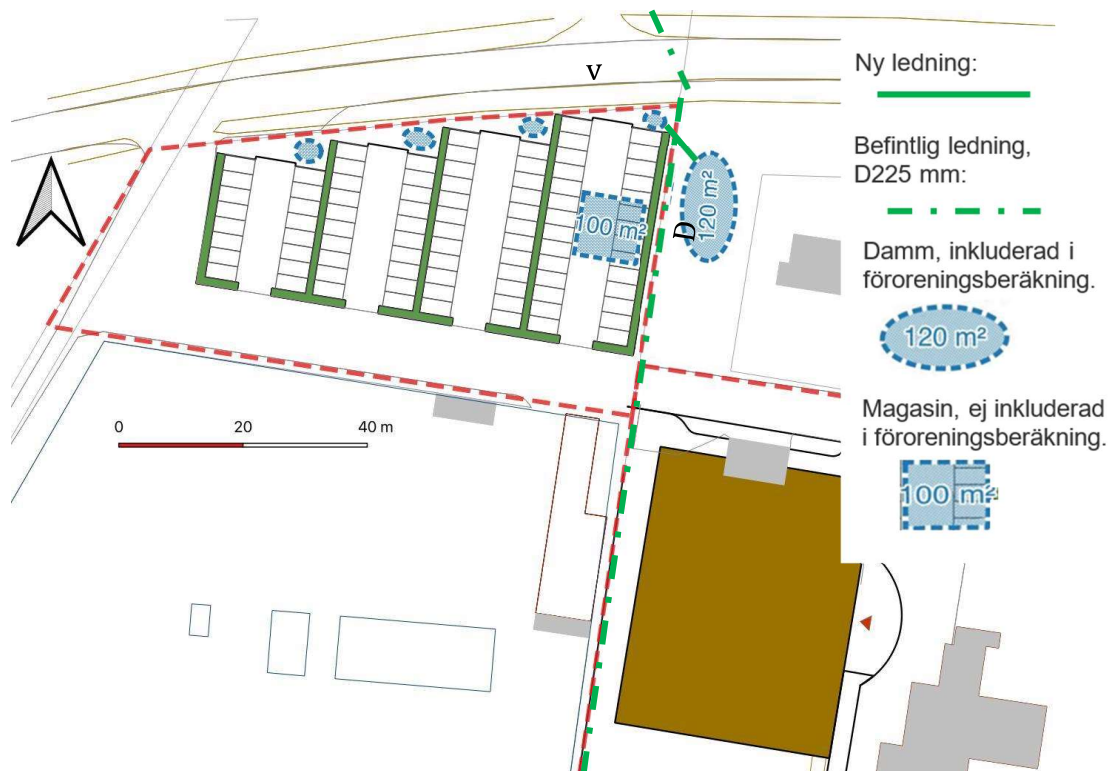 v
100 m²
120 m²
D
0 20 40 m
Ny ledning:
Befintlig ledning,
D225 mm:
Damm, inkluderad i
föroreningsberäkning.
120 m²
Magasin, ej inkluderad
i föroreningsberäkning.
100 m²